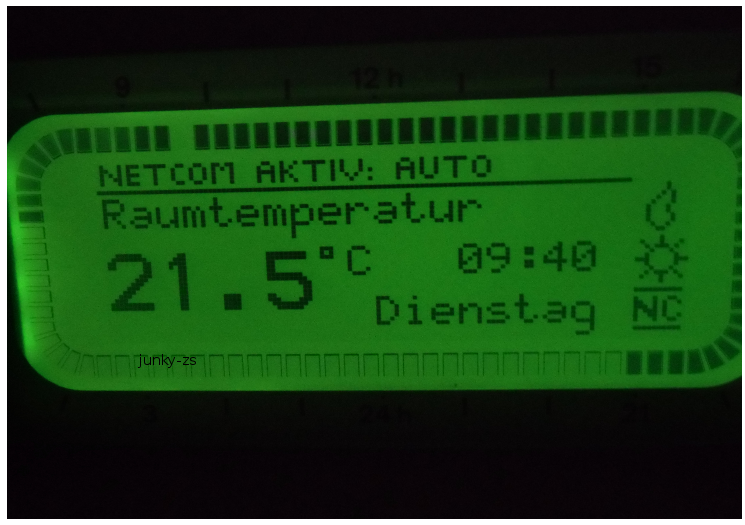 9 12 h 15
NETCOM AKTIV: AUTO
Raumtemperatur
21.5°C 09:40
Dienstag NC
junky-zs
3 24h 21